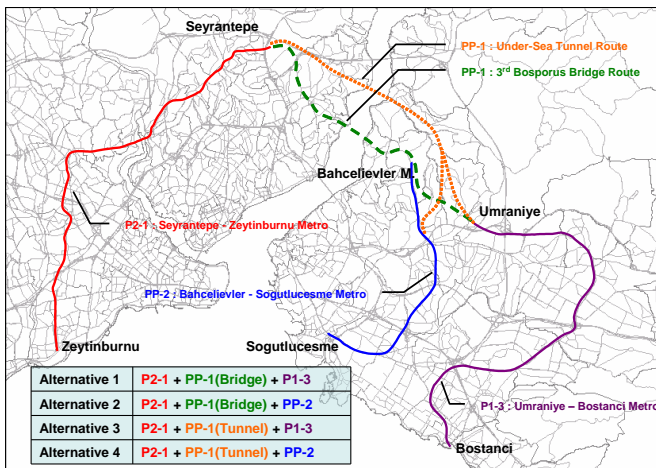 Seyrantepe
PP-1 : Under-Sea Tunnel Route
PP-1 : 3rd Bosporus Bridge Route
Bahcelievler M.
Umraniye
P2-1 : Seyrantepe - Zeytinburnu Metro
PP-2 : Bahcelievler - Sogutlucesme Metro
Zeytinburnu
Sogutlucesme
Alternative 1 P2-1 + PP-1(Bridge) + P1-3
Alternative 2 P2-1 + PP-1(Bridge) + PP-2
Alternative 3 P2-1 + PP-1(Tunnel) + P1-3
Alternative 4 P2-1 + PP-1(Tunnel) + PP-2
P1-3 : Umraniye – Bostanci Metro
Bostanci